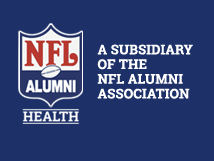 NFL
ALUMNI
HEALTH
A SUBSIDIARY
OF THE
NFL ALUMNI
ASSOCIATION